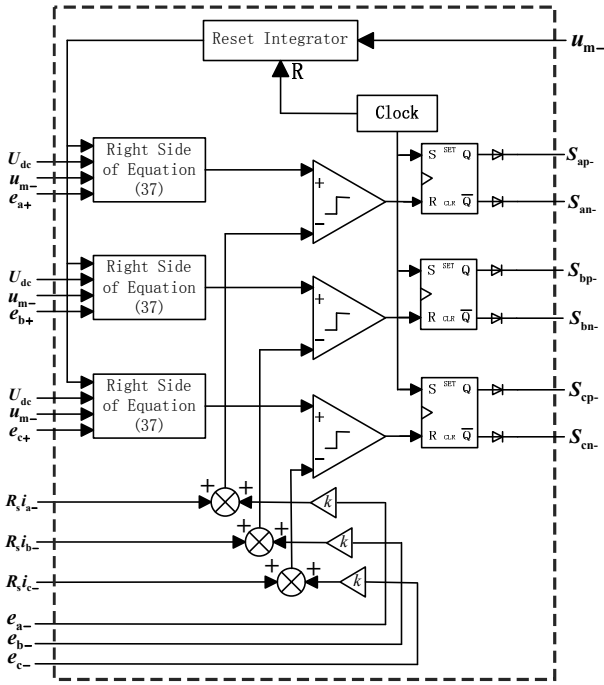 Reset Integrator
u_m−
R
Clock
Right Side
of Equation
(37)
U_dc
u_m−
e_a+
+
−
S SET Q
R CLR Q̅
S_ap-
S_an-
Right Side
of Equation
(37)
U_dc
u_m−
e_b+
+
−
S SET Q
R CLR Q̅
S_bp-
S_bn-
Right Side
of Equation
(37)
U_dc
u_m−
e_c+
+
−
S SET Q
R CLR Q̅
S_cp-
S_cn-
R_s i_a−
+
+
k
R_s i_b−
+
+
k
R_s i_c−
+
+
k
e_a−
e_b−
e_c−